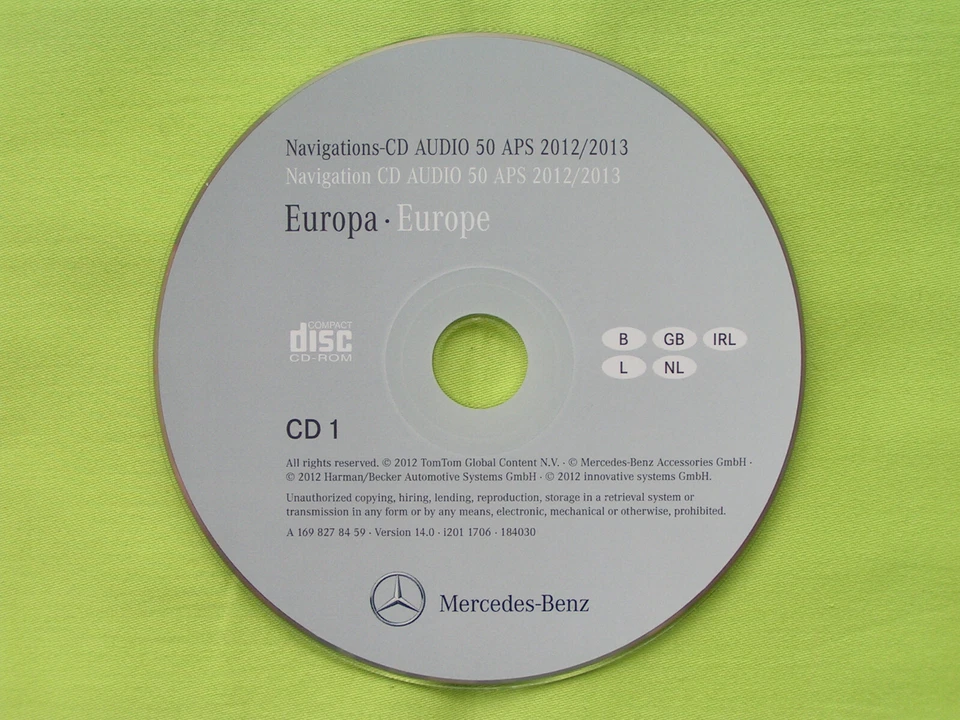 Navigations-CD AUDIO 50 APS 2012/2013
Navigation CD AUDIO 50 APS 2012/2013
Europa · Europe
COMPACT
disc
CD-ROM
B GB IRL
L NL
CD 1
All rights reserved. © 2012 TomTom Global Content N.V. · © Mercedes-Benz Accessories GmbH ·
© 2012 Harman/Becker Automotive Systems GmbH · © 2012 innovative systems GmbH.
Unauthorized copying, hiring, lending, reproduction, storage in a retrieval system or
transmission in any form or by any means, electronic, mechanical or otherwise, prohibited.
A 169 827 84 59 · Version 14.0 · i201 1706 · 184030
Mercedes-Benz